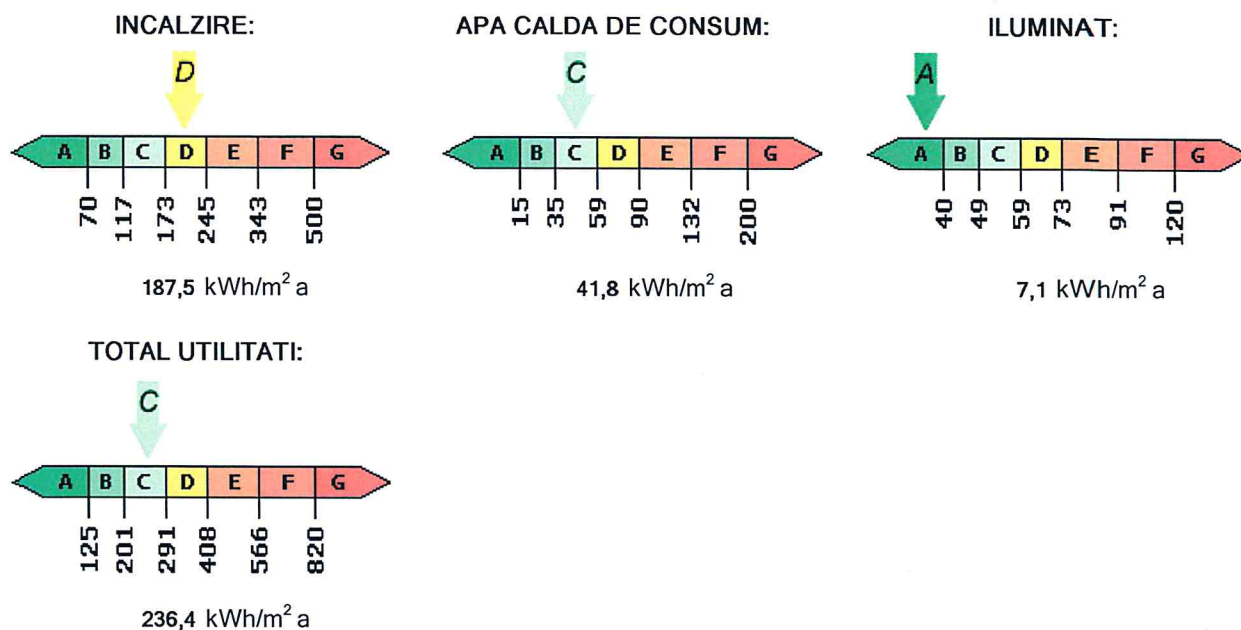 INCALZIRE:
D
A B C D E F G
70 117 173 245 343 500
187,5 kWh/m² a
APA CALDA DE CONSUM:
C
A B C D E F G
15 35 59 90 132 200
41,8 kWh/m² a
ILUMINAT:
A
A B C D E F G
40 49 59 73 91 120
7,1 kWh/m² a
TOTAL UTILITATI:
C
A B C D E F G
125 201 291 408 566 820
236,4 kWh/m² a